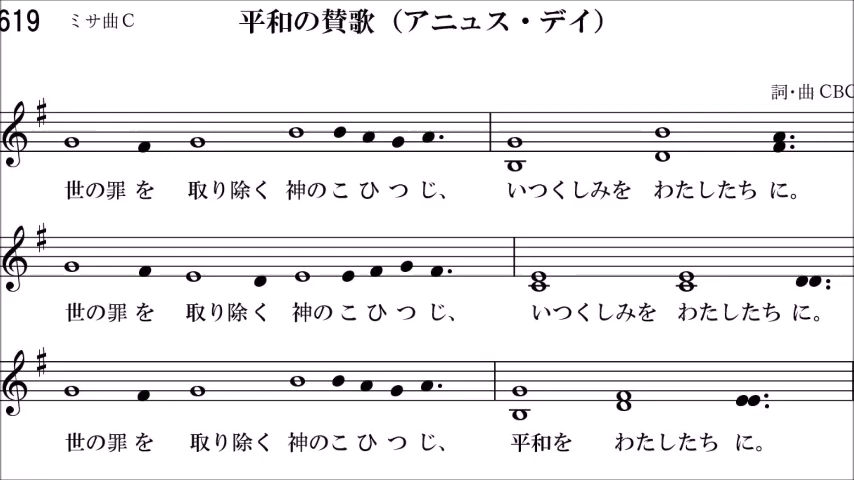 619 ミサ曲C 平和の賛歌（アニュス・デイ）
詞・曲 CBC
世の罪を 取り除く 神のこひつじ、 いつくしみを わたしたちに。
世の罪を 取り除く 神のこひつじ、 いつくしみを わたしたちに。
世の罪を 取り除く 神のこひつじ、 平和を わたしたちに。